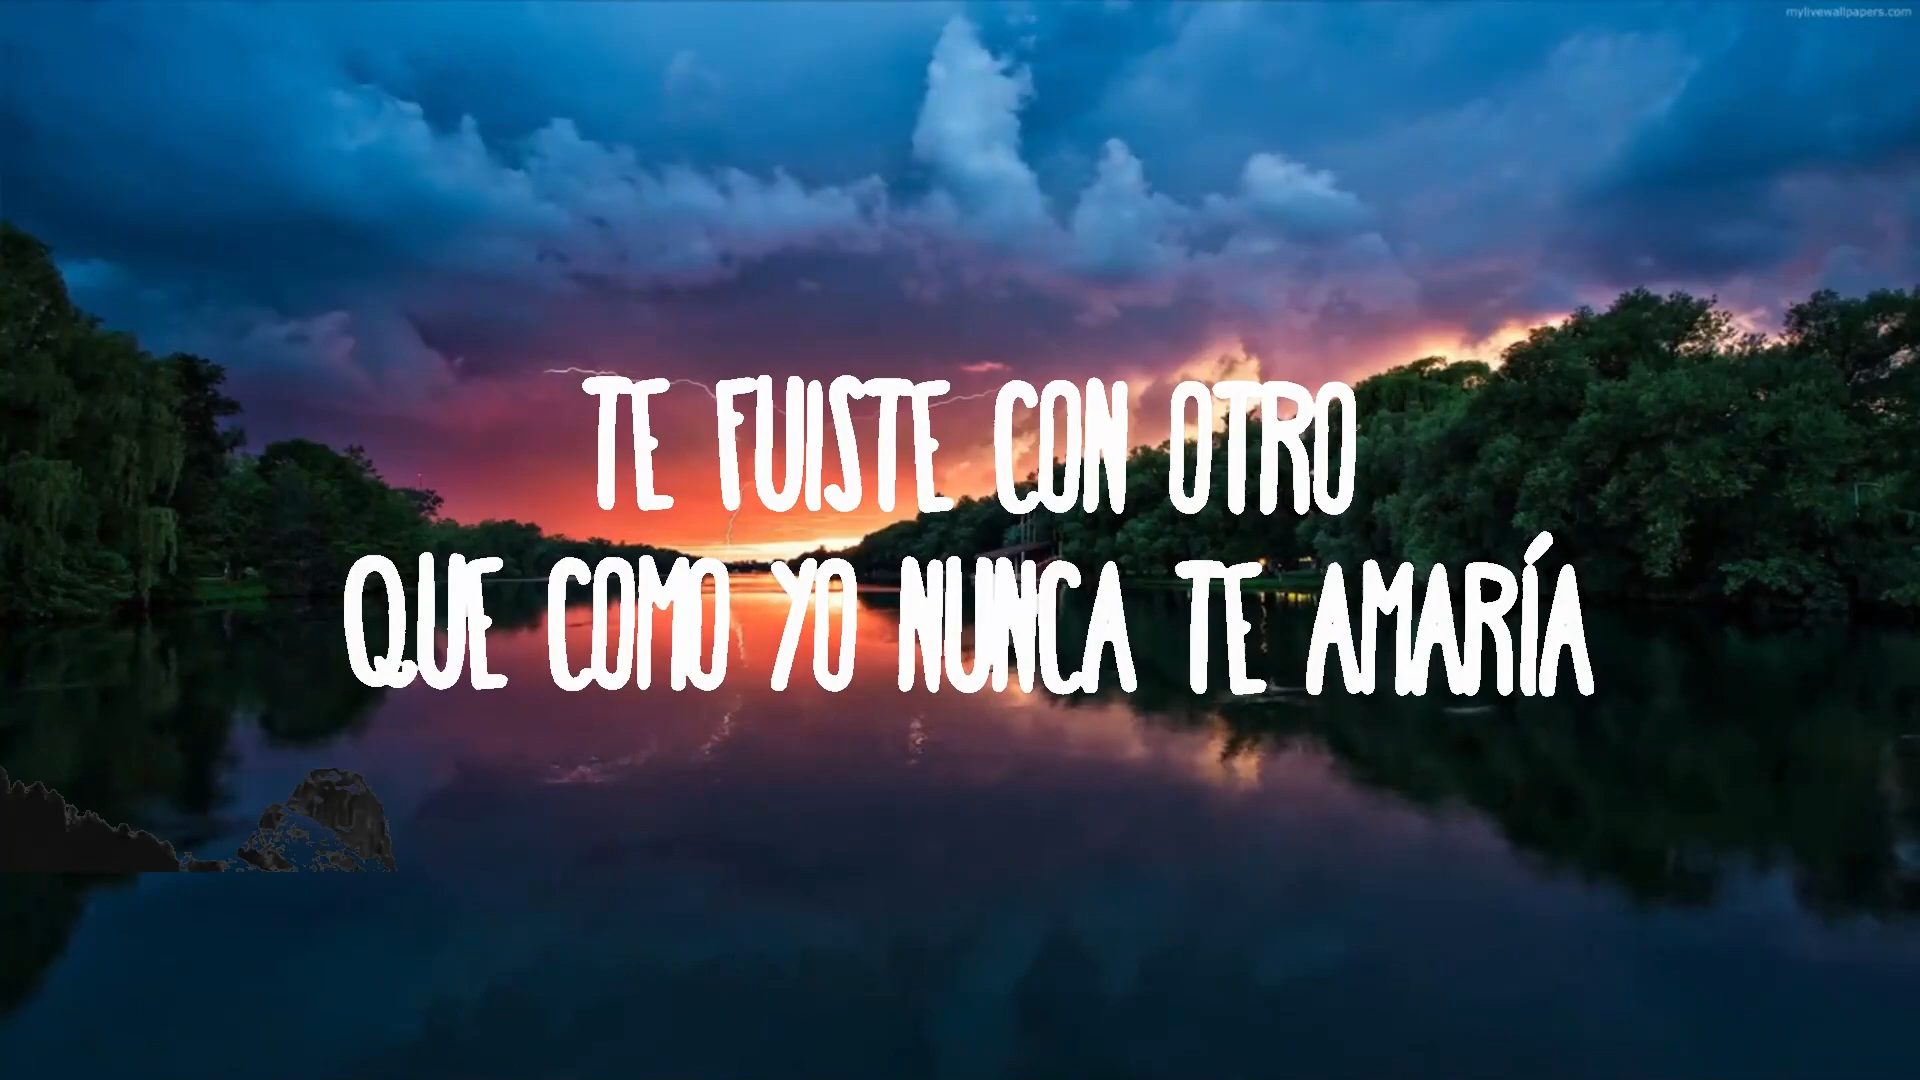 mylivewallpapers.com
TE FUISTE CON OTRO
QUE COMO YO NUNCA TE AMARÍA